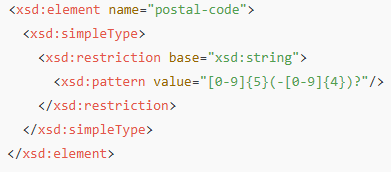 <xsd:element name="postal-code">
  <xsd:simpleType>
    <xsd:restriction base="xsd:string">
      <xsd:pattern value="[0-9]{5}(-[0-9]{4})?"/>
    </xsd:restriction>
  </xsd:simpleType>
</xsd:element>